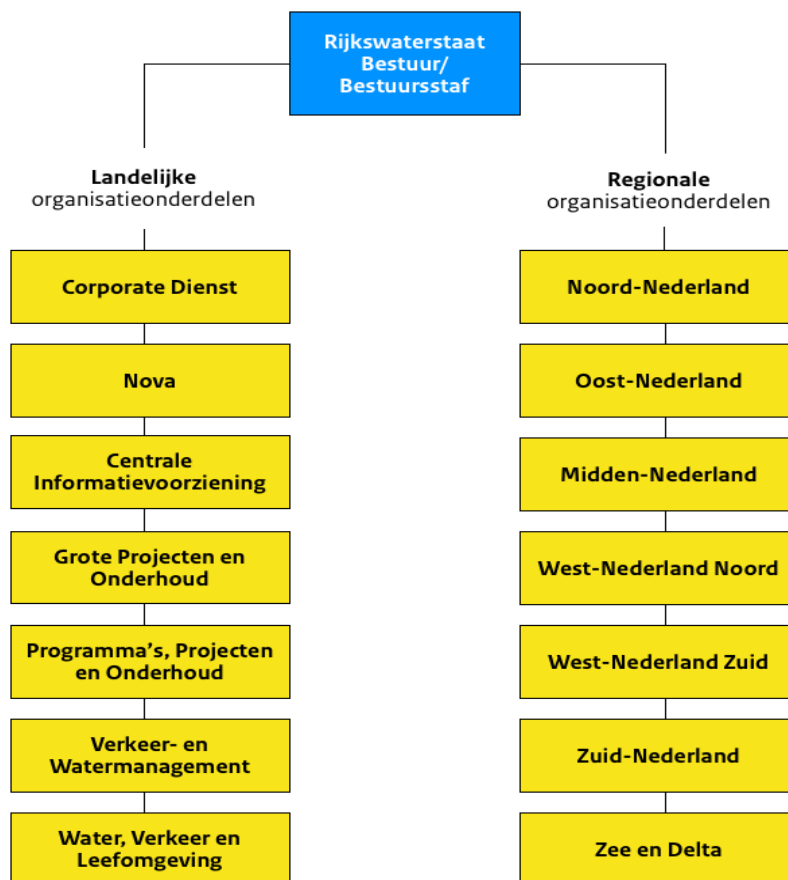 Rijkswaterstaat
Bestuur/
Bestuursstaf
Landelijke
organisatieonderdelen
Corporate Dienst
Nova
Centrale
Informatievoorziening
Grote Projecten en
Onderhoud
Programma’s, Projecten
en Onderhoud
Verkeer- en
Watermanagement
Water, Verkeer en
Leefomgeving
Regionale
organisatieonderdelen
Noord-Nederland
Oost-Nederland
Midden-Nederland
West-Nederland Noord
West-Nederland Zuid
Zuid-Nederland
Zee en Delta